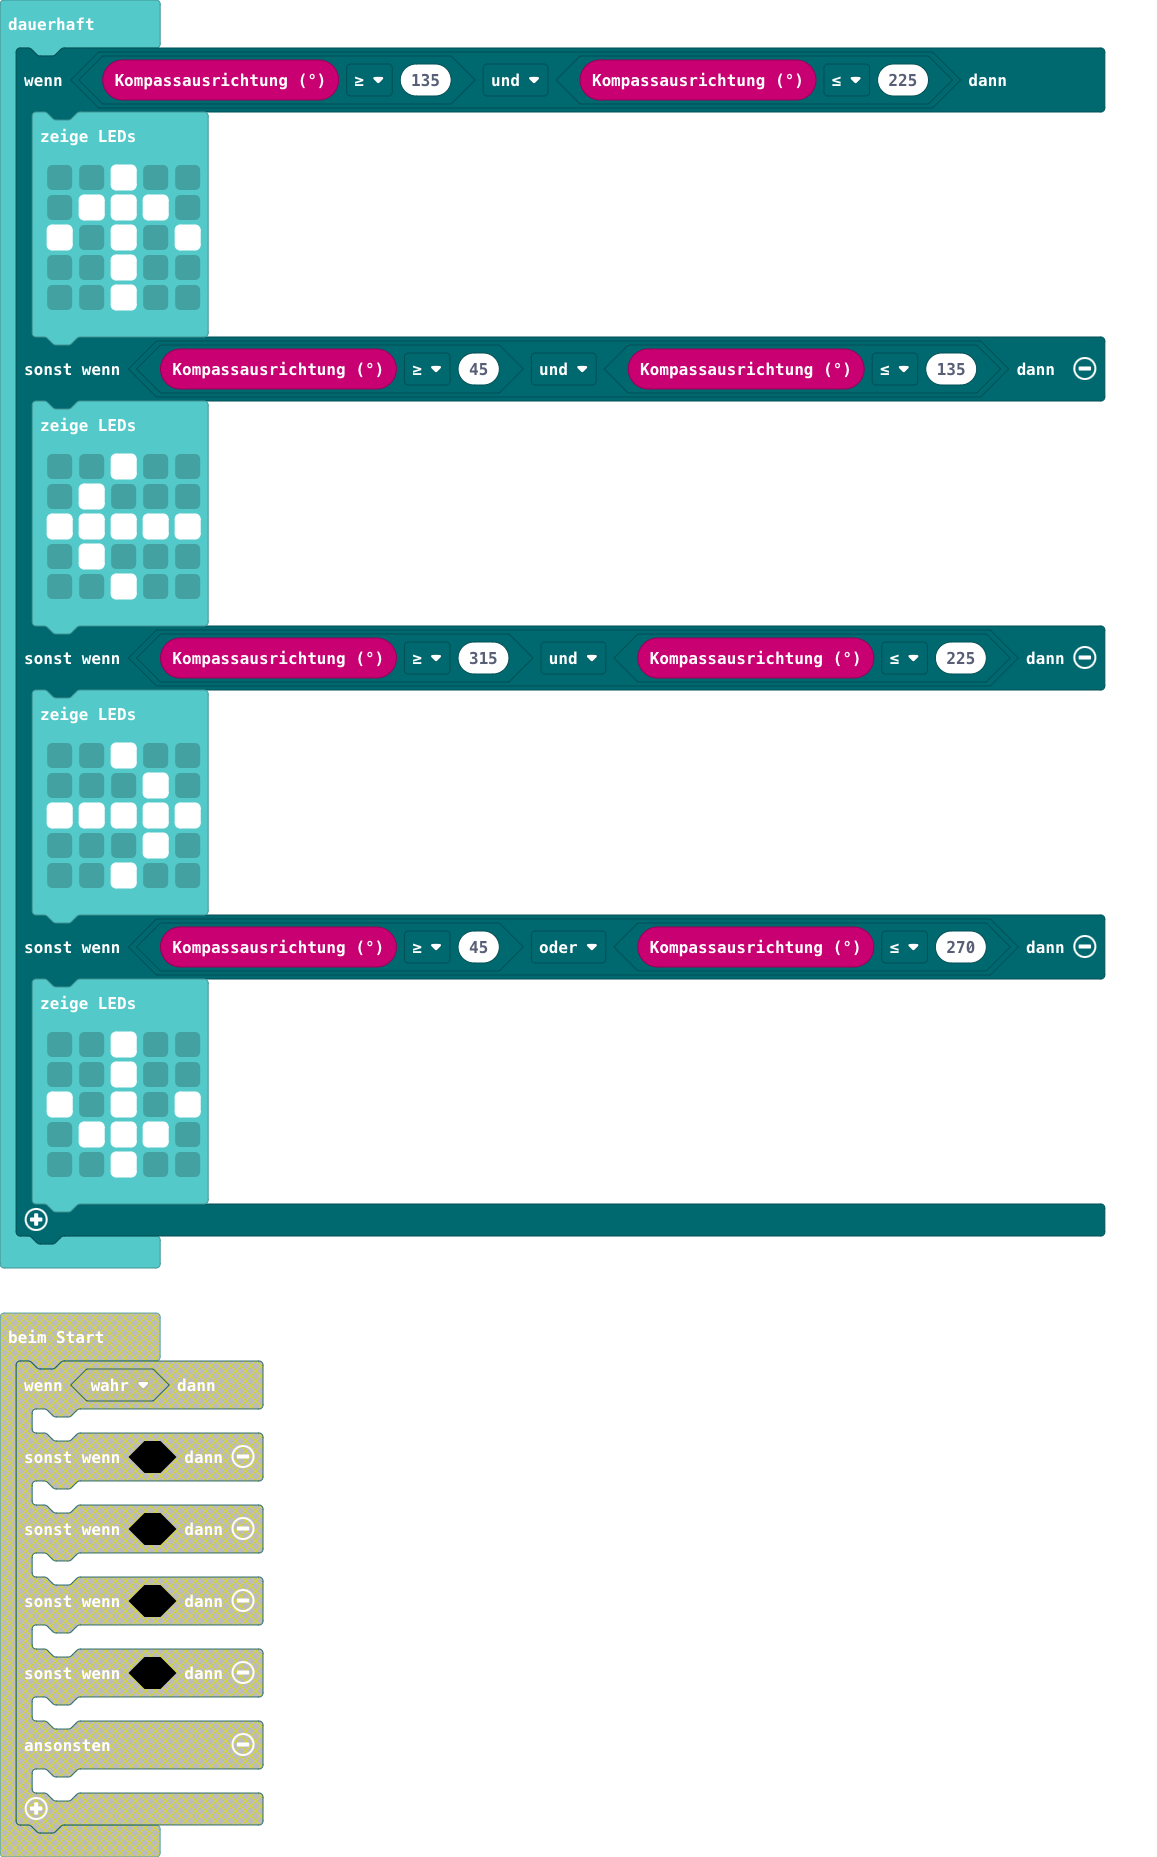 dauerhaft
wenn Kompassausrichtung (°) ≥ 135 und Kompassausrichtung (°) ≤ 225 dann
zeige LEDs
sonst wenn Kompassausrichtung (°) ≥ 45 und Kompassausrichtung (°) ≤ 135 dann
zeige LEDs
sonst wenn Kompassausrichtung (°) ≥ 315 und Kompassausrichtung (°) ≤ 225 dann
zeige LEDs
sonst wenn Kompassausrichtung (°) ≥ 45 oder Kompassausrichtung (°) ≤ 270 dann
zeige LEDs
beim Start
wenn wahr dann
sonst wenn dann
sonst wenn dann
sonst wenn dann
sonst wenn dann
ansonsten